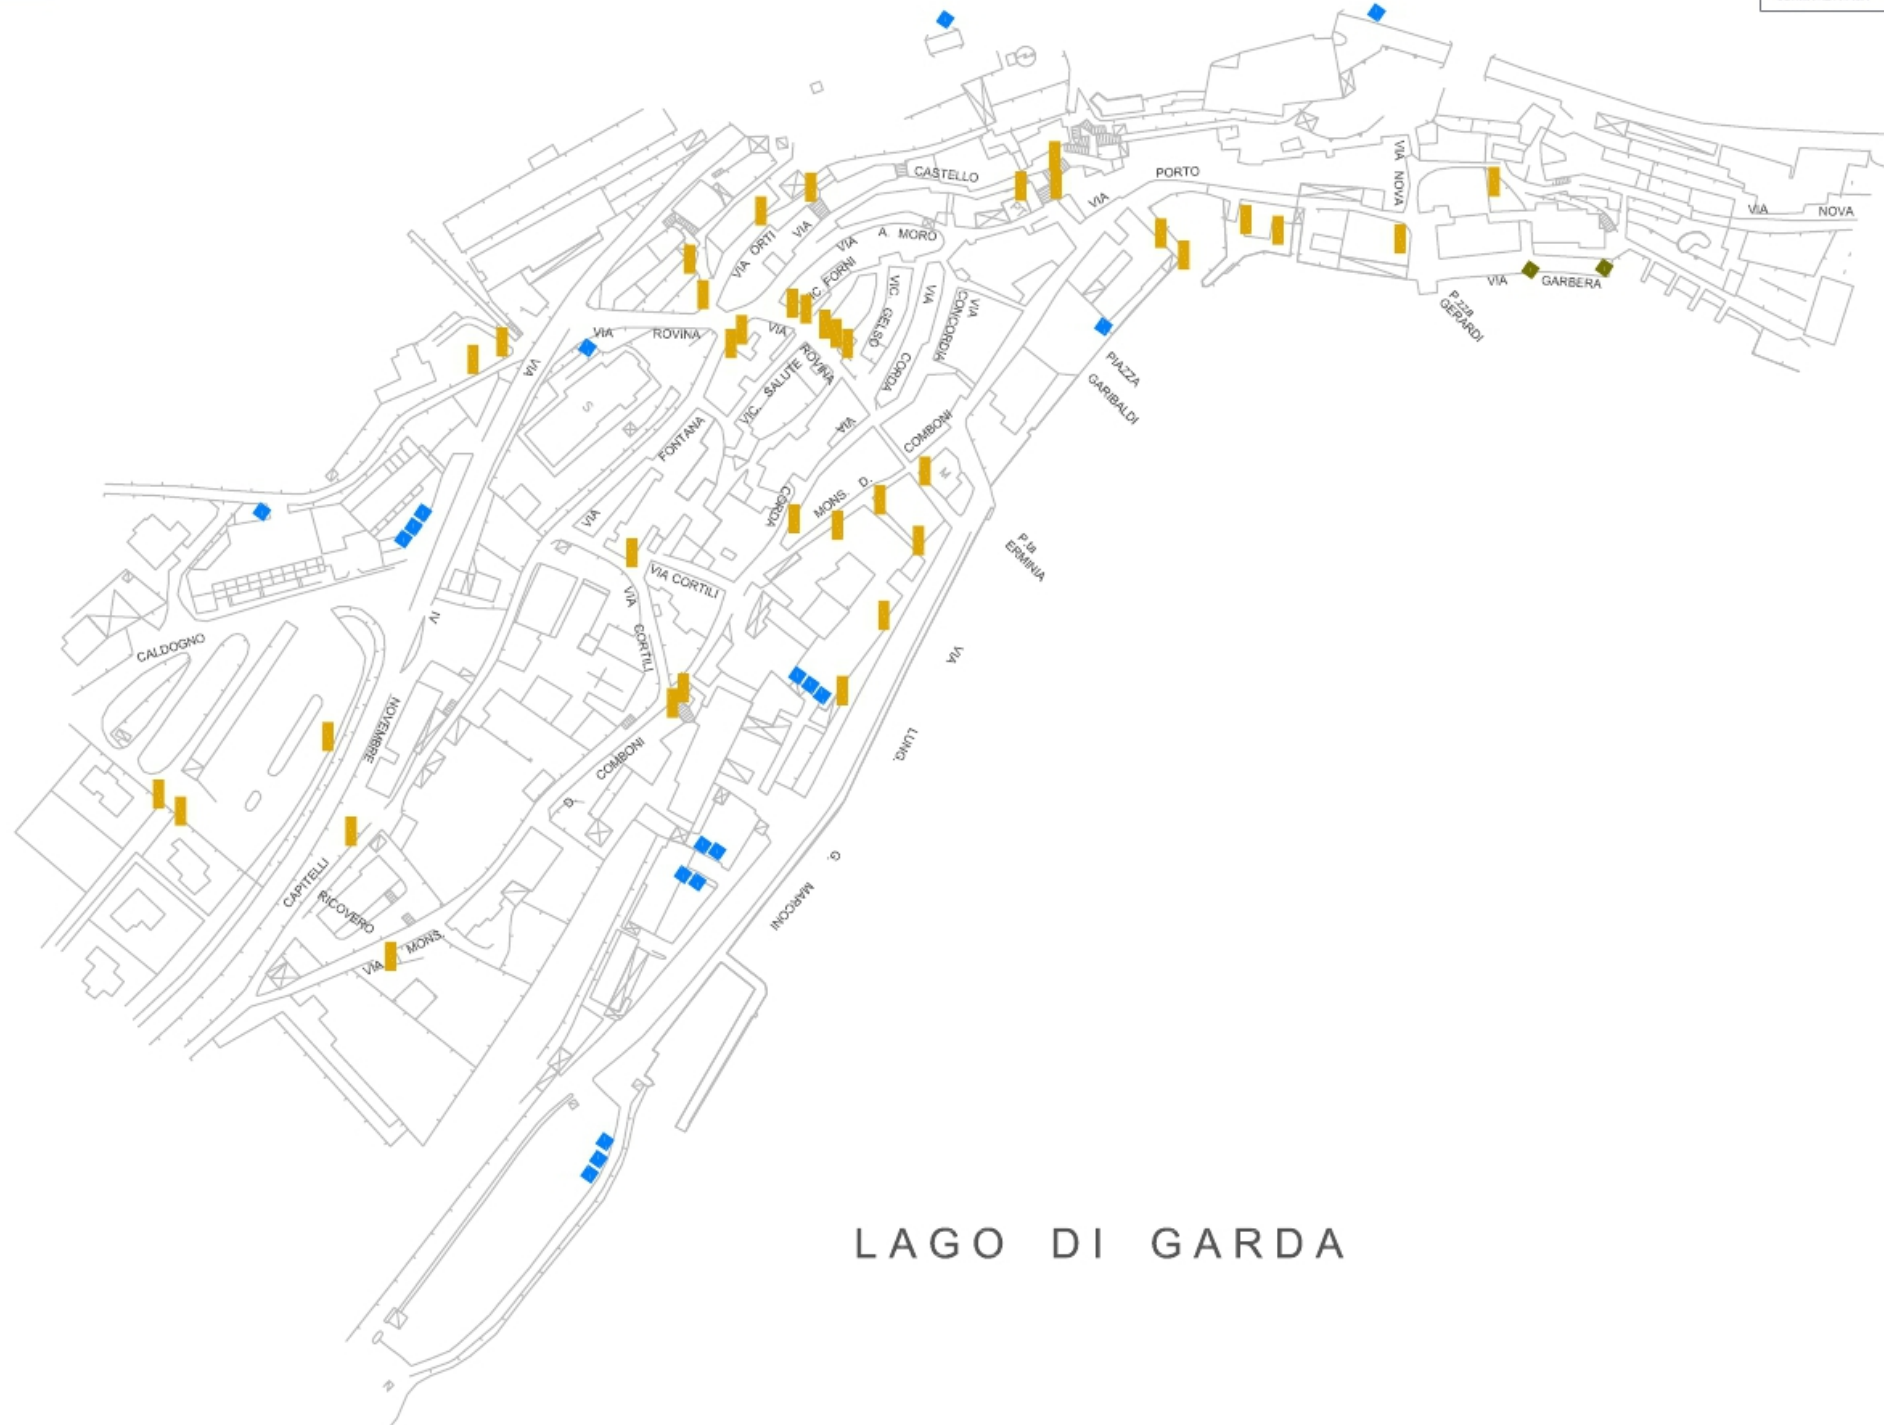 CASTELLO
PORTO
VIA
VIA NOVA
VIA
NOVA
VIA ORTI
VIA
VIA
A. MORO
VIC. FORNI
VIC. GELSO
VIA
CORDA
VIA
CONCORDIA
VIA
GARBERA
P.zza
GERARDI
VIA
ROVINA
VIA
ROVINA
VIA
VIC. SALUTE
PIAZZA
GARIBALDI
S
FONTANA
VIA
VIA
CORDA
COMBONI
MONS. D.
M
P.ta
ERMINIA
VIA CORTILI
VIA
CORTILI
IV
NOVEMBRE
CALDOGNO
VIA
LUNG.
G.
MARCONI
COMBONI
D.
CAPITELLI
RICOVERO
VIA MONS.
LAGO DI GARDA